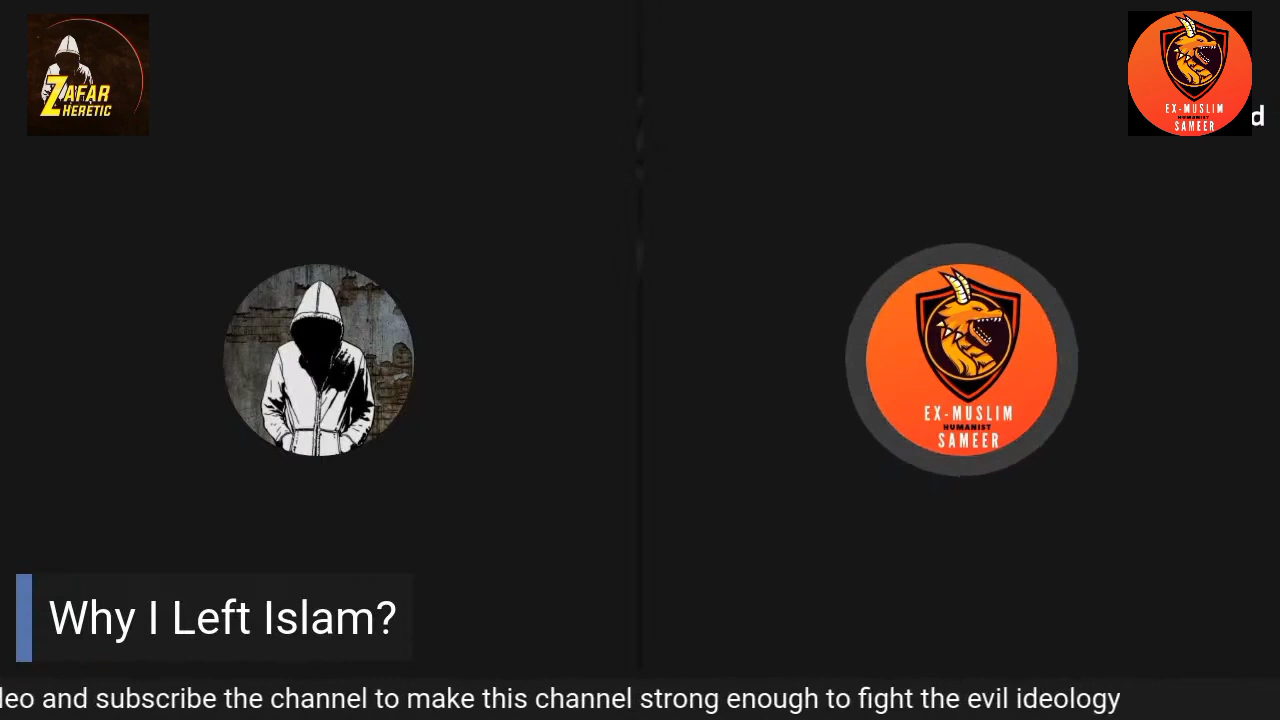 ZAFAR
HERETIC
EX-MUSLIM
HUMANIST
SAMEER
d
EX-MUSLIM
HUMANIST
SAMEER
Why I Left Islam?
leo and subscribe the channel to make this channel strong enough to fight the evil ideology